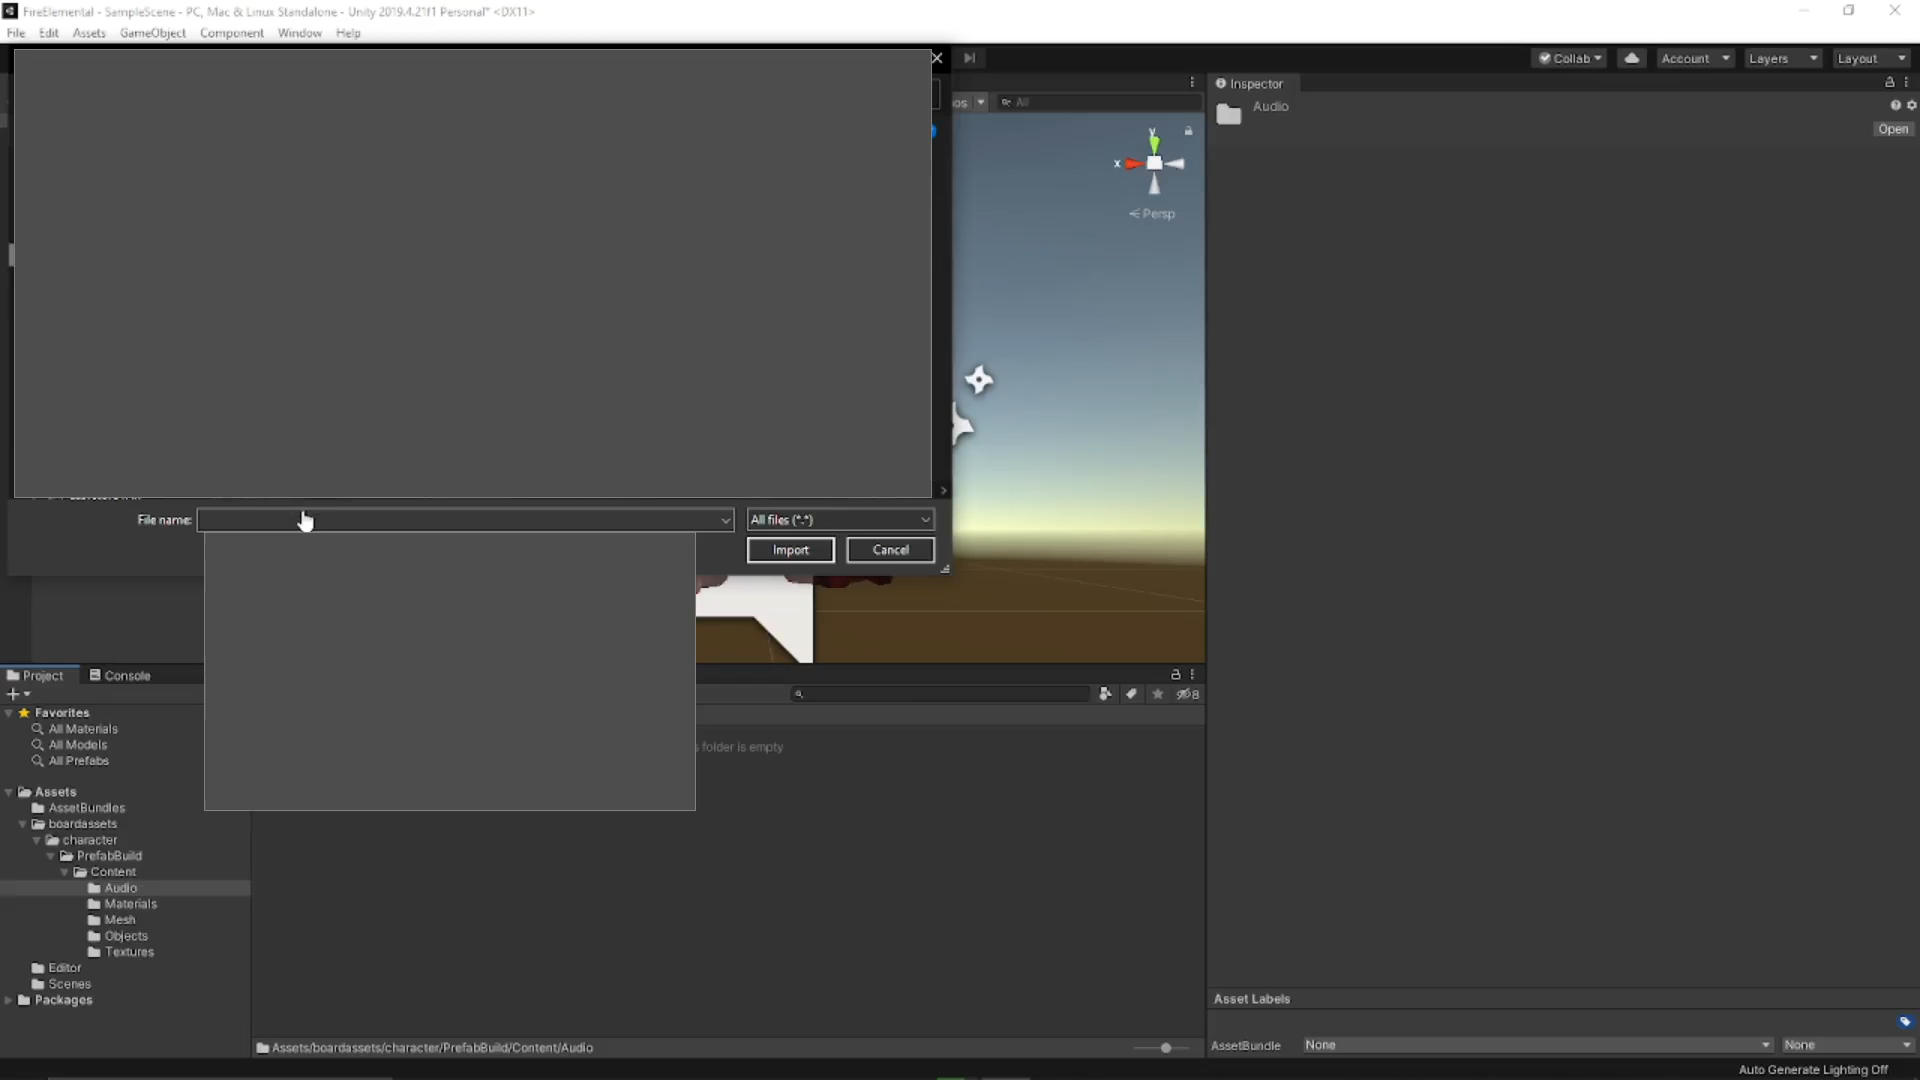 FireElemental - SampleScene - PC, Mac & Linux Standalone - Unity 2019.4.21f1 Personal* <DX11>
File Edit Assets GameObject Component Window Help
Collab Account Layers Layout
Inspector
All
Audio
Open
y
x
Persp
File name:
All files (*.*)
Import Cancel
Project Console
8
Favorites
All Materials
All Models
All Prefabs
folder is empty
Assets
AssetBundles
boardassets
character
PrefabBuild
Content
Audio
Materials
Mesh
Objects
Textures
Editor
Scenes
Packages
Asset Labels
Assets/boardassets/character/PrefabBuild/Content/Audio
AssetBundle None None
Auto Generate Lighting Off